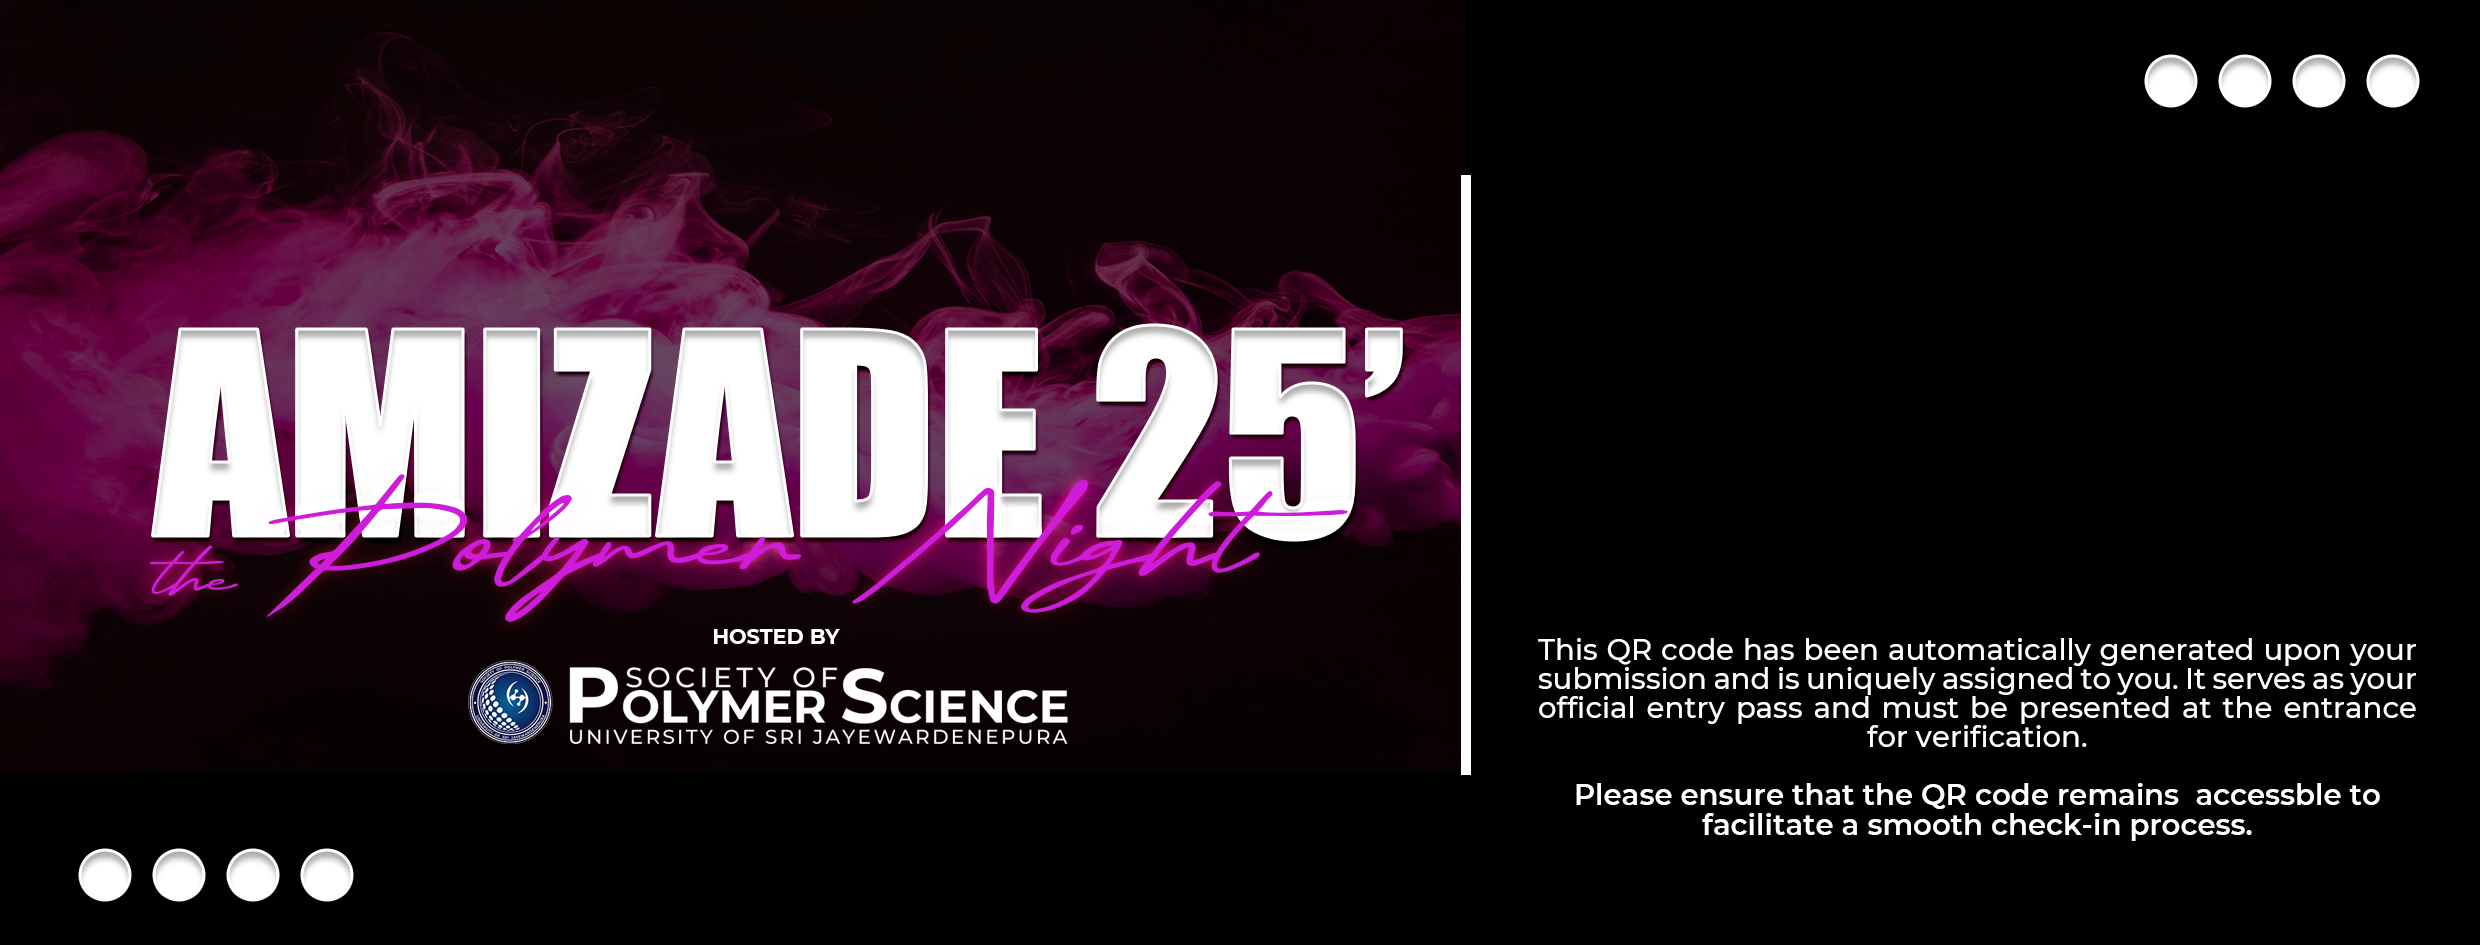 AMIZADE 25’
the Polymer Night
HOSTED BY
SOCIETY OF
POLYMER SCIENCE
UNIVERSITY OF SRI JAYEWARDENEPURA
This QR code has been automatically generated upon your
submission and is uniquely assigned to you. It serves as your
official entry pass and must be presented at the entrance
for verification.
Please ensure that the QR code remains  accessble to
facilitate a smooth check-in process.